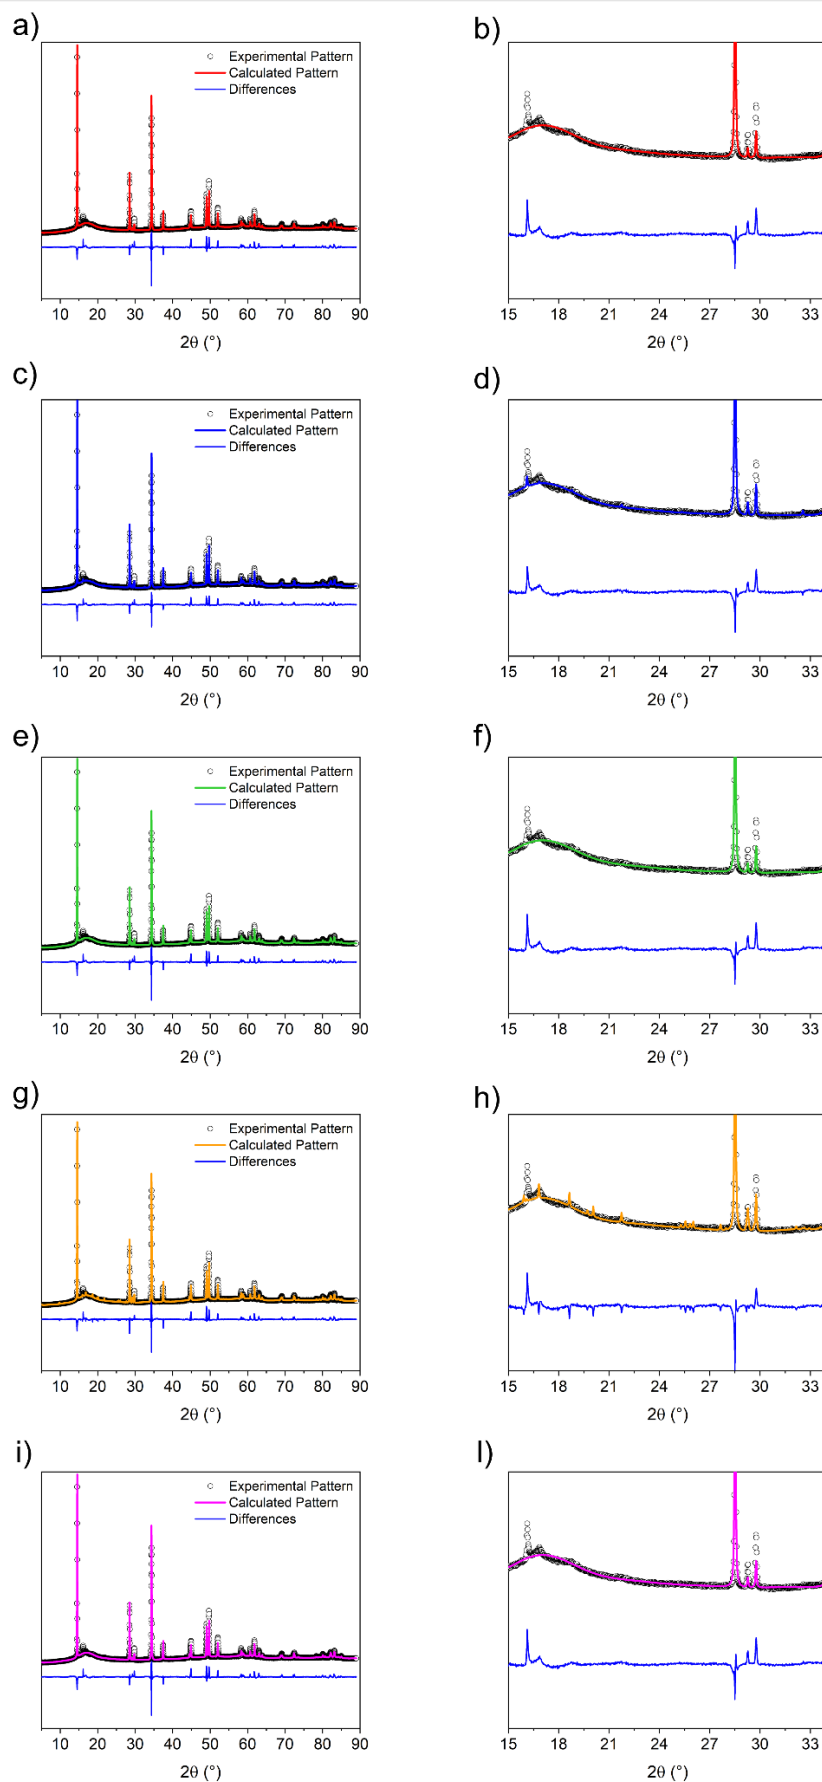 a)
Experimental Pattern
Calculated Pattern
Differences
10 20 30 40 50 60 70 80 90
2θ (°)
b)
15 18 21 24 27 30 33
2θ (°)
c)
Experimental Pattern
Calculated Pattern
Differences
10 20 30 40 50 60 70 80 90
2θ (°)
d)
15 18 21 24 27 30 33
2θ (°)
e)
Experimental Pattern
Calculated Pattern
Differences
10 20 30 40 50 60 70 80 90
2θ (°)
f)
15 18 21 24 27 30 33
2θ (°)
g)
Experimental Pattern
Calculated Pattern
Differences
10 20 30 40 50 60 70 80 90
2θ (°)
h)
15 18 21 24 27 30 33
2θ (°)
i)
Experimental Pattern
Calculated Pattern
Differences
10 20 30 40 50 60 70 80 90
2θ (°)
l)
15 18 21 24 27 30 33
2θ (°)